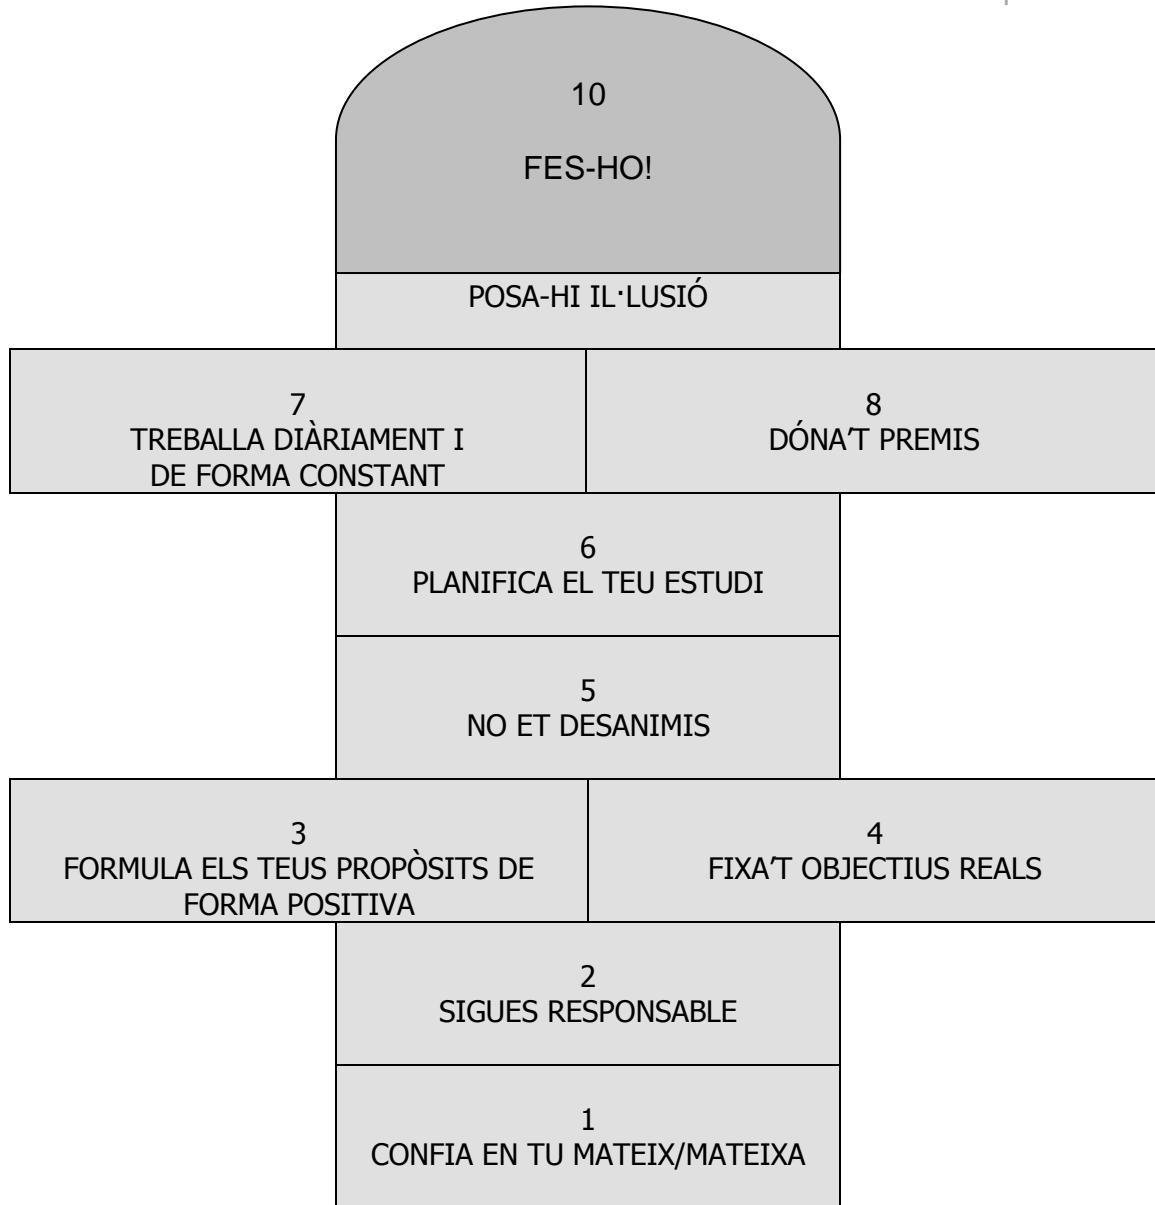 10
FES-HO!
POSA-HI IL·LUSIÓ
7
TREBALLA DIÀRIAMENT I
DE FORMA CONSTANT
8
DÓNA'T PREMIS
6
PLANIFICA EL TEU ESTUDI
5
NO ET DESANIMIS
3
FORMULA ELS TEUS PROPÒSITS DE
FORMA POSITIVA
4
FIXA'T OBJECTIUS REALS
2
SIGUES RESPONSABLE
1
CONFIA EN TU MATEIX/MATEIXA